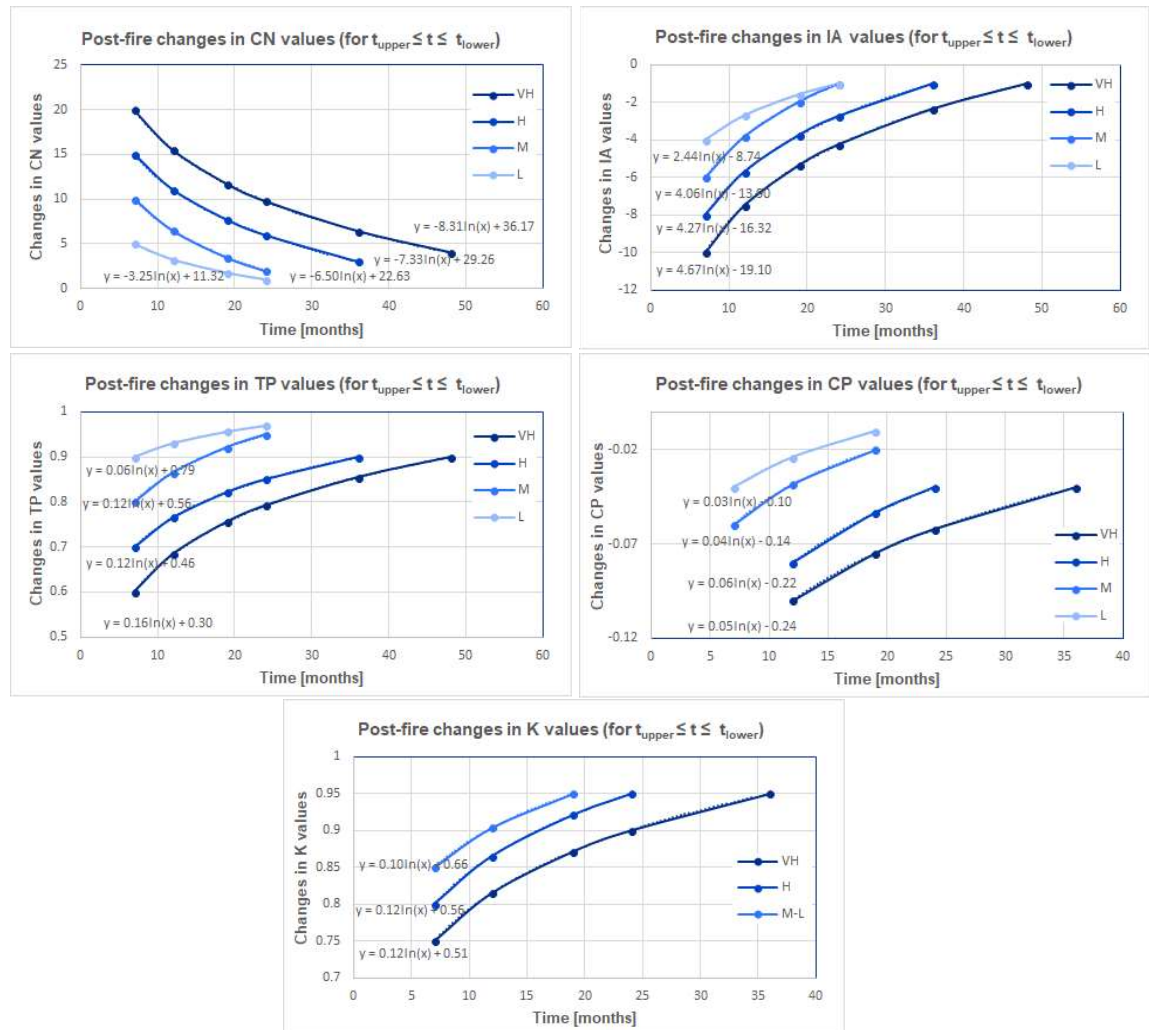 Post-fire changes in CN values (for tupper ≤ t ≤ tlower)
Changes in CN values
25
20
15
10
5
0
VH
H
M
L
y = -8.31ln(x) + 36.17
y = -7.33ln(x) + 29.26
y = -6.50ln(x) + 22.63
y = -3.25ln(x) + 11.32
0 10 20 30 40 50 60
Time [months]
Post-fire changes in IA values (for tupper ≤ t ≤ tlower)
Changes in IA values
0
-2
-4
-6
-8
-10
-12
VH
H
M
L
y = 2.44ln(x) - 8.74
y = 4.06ln(x) - 13.90
y = 4.27ln(x) - 16.32
y = 4.67ln(x) - 19.10
0 10 20 30 40 50 60
Time [months]
Post-fire changes in TP values (for tupper ≤ t ≤ tlower)
Changes in TP values
1
0.9
0.8
0.7
0.6
0.5
VH
H
M
L
y = 0.06ln(x) + 0.79
y = 0.12ln(x) + 0.56
y = 0.12ln(x) + 0.46
y = 0.16ln(x) + 0.30
0 10 20 30 40 50 60
Time [months]
Post-fire changes in CP values (for tupper ≤ t ≤ tlower)
Changes in CP values
-0.02
-0.07
-0.12
y = 0.03ln(x) - 0.10
y = 0.04ln(x) - 0.14
y = 0.06ln(x) - 0.22
y = 0.05ln(x) - 0.24
VH
H
M
L
0 5 10 15 20 25 30 35 40
Time [months]
Post-fire changes in K values (for tupper ≤ t ≤ tlower)
Changes in K values
1
0.95
0.9
0.85
0.8
0.75
0.7
y = 0.10ln(x) + 0.66
y = 0.12ln(x) + 0.56
y = 0.12ln(x) + 0.51
VH
H
M-L
0 5 10 15 20 25 30 35 40
Time [months]